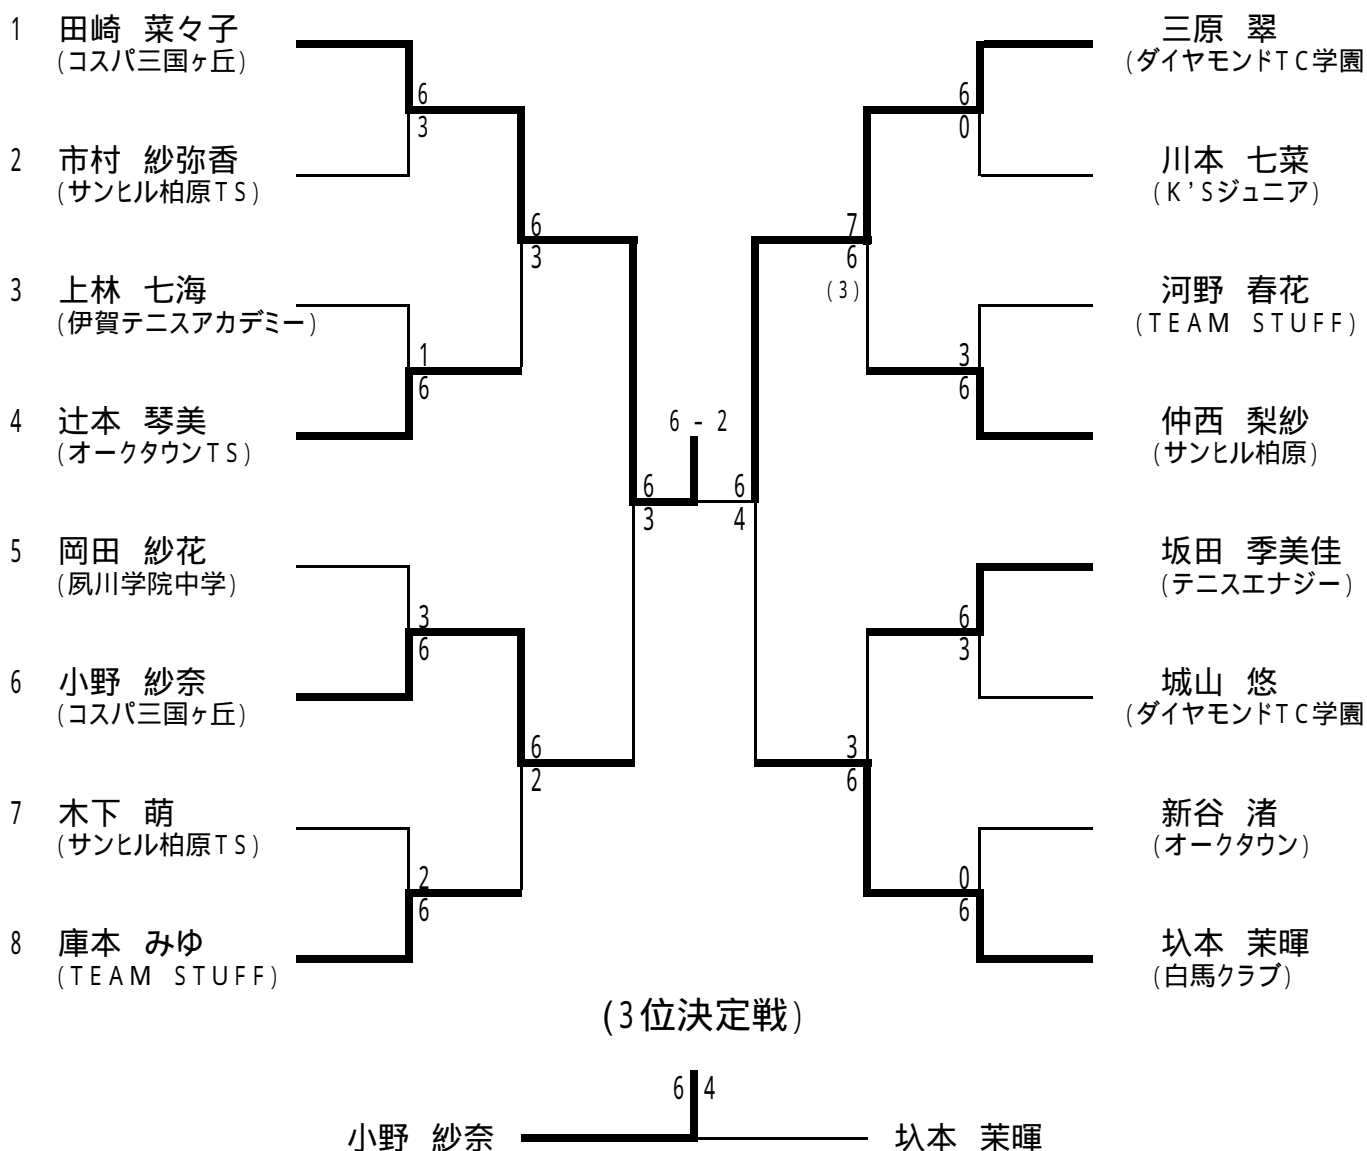 1 田崎 菜々子
(コスパ三国ヶ丘)
2 市村 紗弥香
(サンヒル柏原TS)
3 上林 七海
(伊賀テニスアカデミー)
4 辻本 琴美
(オークタウンTS)
5 岡田 紗花
(夙川学院中学)
6 小野 紗奈
(コスパ三国ヶ丘)
7 木下 萌
(サンヒル柏原TS)
8 庫本 みゆ
(TEAM STUFF)
6
3
1
6
3
6
2
6
6
3
6
2
6
3
6 - 2
6
4
7
6
(3)
3
6
6
0
3
6
6
3
0
6
三原 翠
(ダイヤモンドTC学園
川本 七菜
(K'Sジュニア)
河野 春花
(TEAM STUFF)
仲西 梨紗
(サンヒル柏原)
坂田 季美佳
(テニスエナジー)
城山 悠
(ダイヤモンドTC学園
新谷 渚
(オークタウン)
圦本 茉暉
(白馬クラブ)
(3位決定戦)
6 4
小野 紗奈 圦本 茉暉